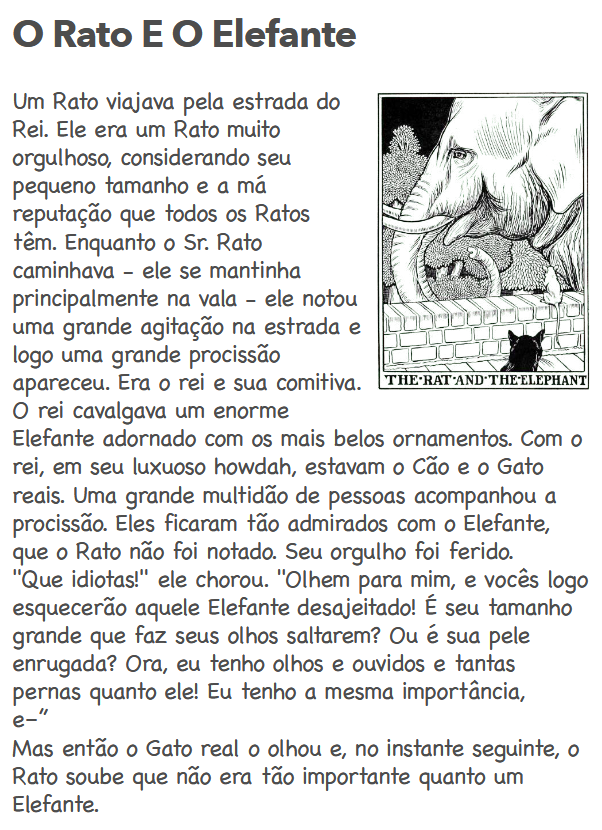 O Rato E O Elefante
Um Rato viajava pela estrada do
Rei. Ele era um Rato muito
orgulhoso, considerando seu
pequeno tamanho e a má
reputação que todos os Ratos
têm. Enquanto o Sr. Rato
caminhava – ele se mantinha
principalmente na vala – ele notou
uma grande agitação na estrada e
logo uma grande procissão
apareceu. Era o rei e sua comitiva.
O rei cavalgava um enorme
Elefante adornado com os mais belos ornamentos. Com o
rei, em seu luxuoso howdah, estavam o Cão e o Gato
reais. Uma grande multidão de pessoas acompanhou a
procissão. Eles ficaram tão admirados com o Elefante,
que o Rato não foi notado. Seu orgulho foi ferido.
"Que idiotas!" ele chorou. "Olhem para mim, e vocês logo
esquecerão aquele Elefante desajeitado! É seu tamanho
grande que faz seus olhos saltarem? Ou é sua pele
enrugada? Ora, eu tenho olhos e ouvidos e tantas
pernas quanto ele! Eu tenho a mesma importância,
e–”
Mas então o Gato real o olhou e, no instante seguinte, o
Rato soube que não era tão importante quanto um
Elefante.
THE·RAT·AND·THE·ELEPHANT